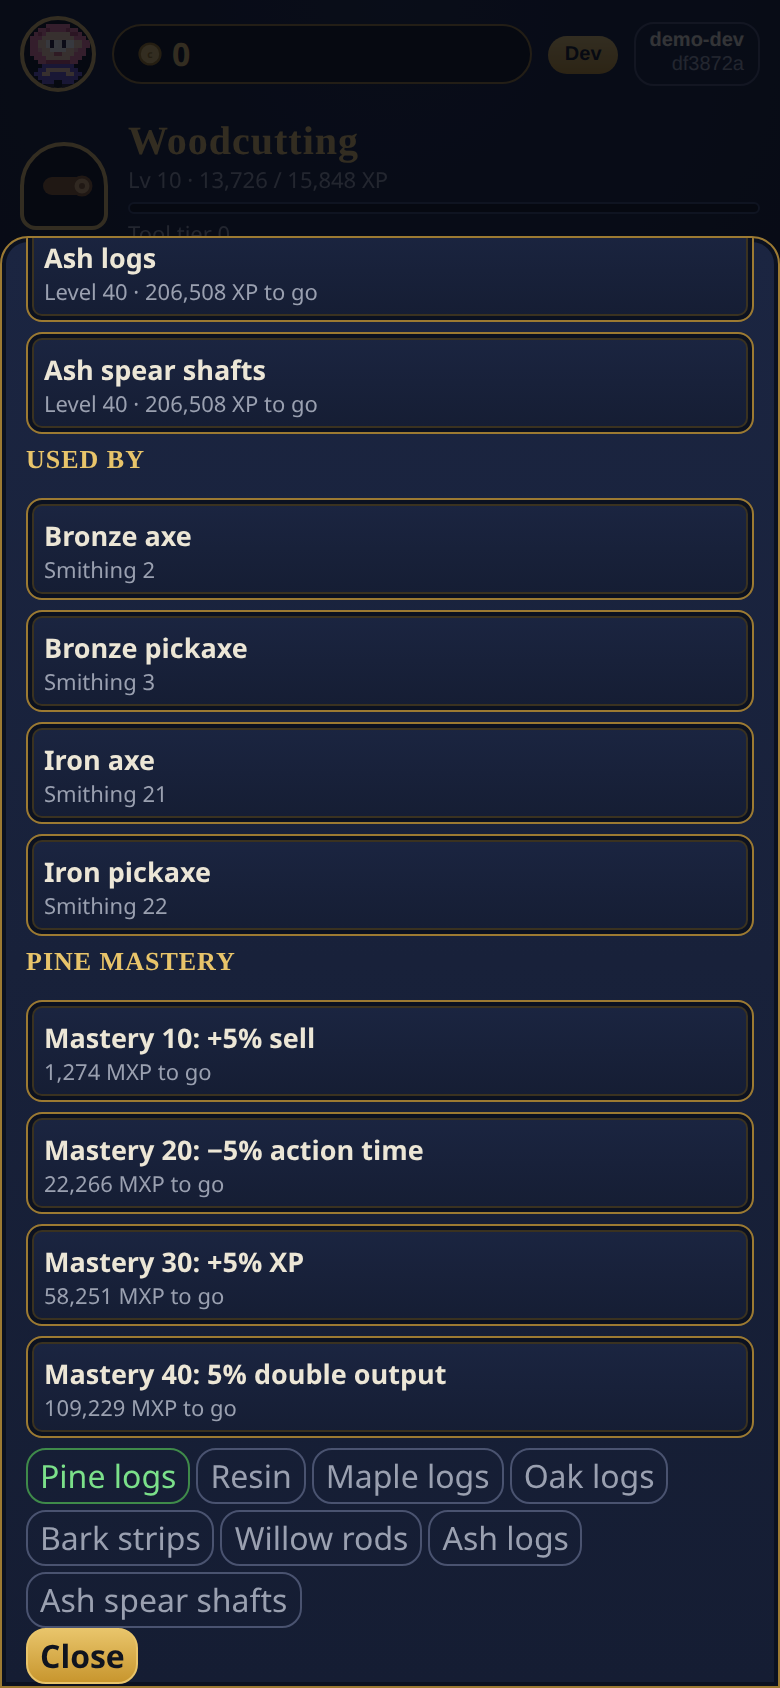 0
Dev
demo-dev
df3872a
Woodcutting
Lv 10 · 13,726 / 15,848 XP
Tool tier 0
Ash logs
Level 40 · 206,508 XP to go
Ash spear shafts
Level 40 · 206,508 XP to go
USED BY
Bronze axe
Smithing 2
Bronze pickaxe
Smithing 3
Iron axe
Smithing 21
Iron pickaxe
Smithing 22
PINE MASTERY
Mastery 10: +5% sell
1,274 MXP to go
Mastery 20: −5% action time
22,266 MXP to go
Mastery 30: +5% XP
58,251 MXP to go
Mastery 40: 5% double output
109,229 MXP to go
Pine logs Resin Maple logs Oak logs
Bark strips Willow rods Ash logs
Ash spear shafts
Close